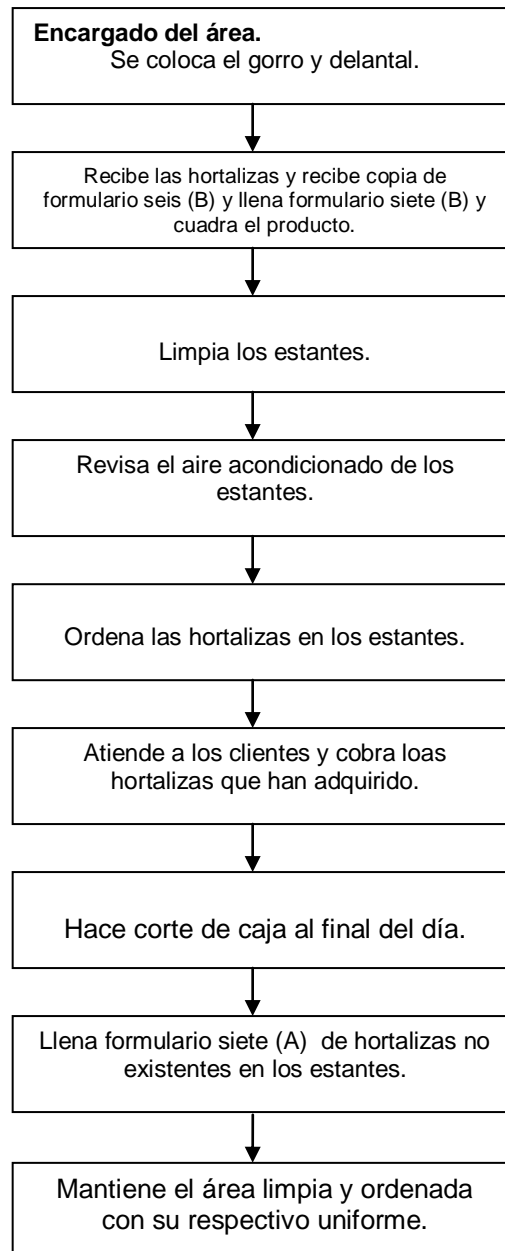 Encargado del área.
Se coloca el gorro y delantal.
Recibe las hortalizas y recibe copia de
formulario seis (B) y llena formulario siete (B) y
cuadra el producto.
Limpia los estantes.
Revisa el aire acondicionado de los
estantes.
Ordena las hortalizas en los estantes.
Atiende a los clientes y cobra loas
hortalizas que han adquirido.
Hace corte de caja al final del día.
Llena formulario siete (A)  de hortalizas no
existentes en los estantes.
Mantiene el área limpia y ordenada
con su respectivo uniforme.